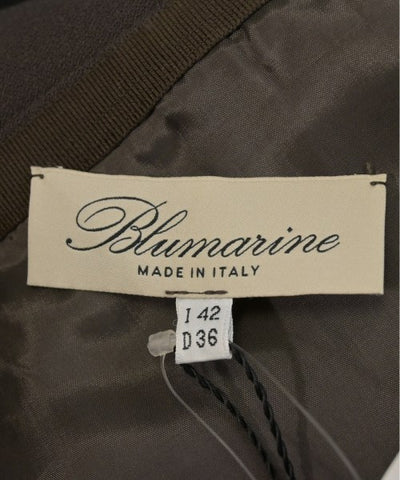 Blumarine
MADE IN ITALY
I 42
D 36